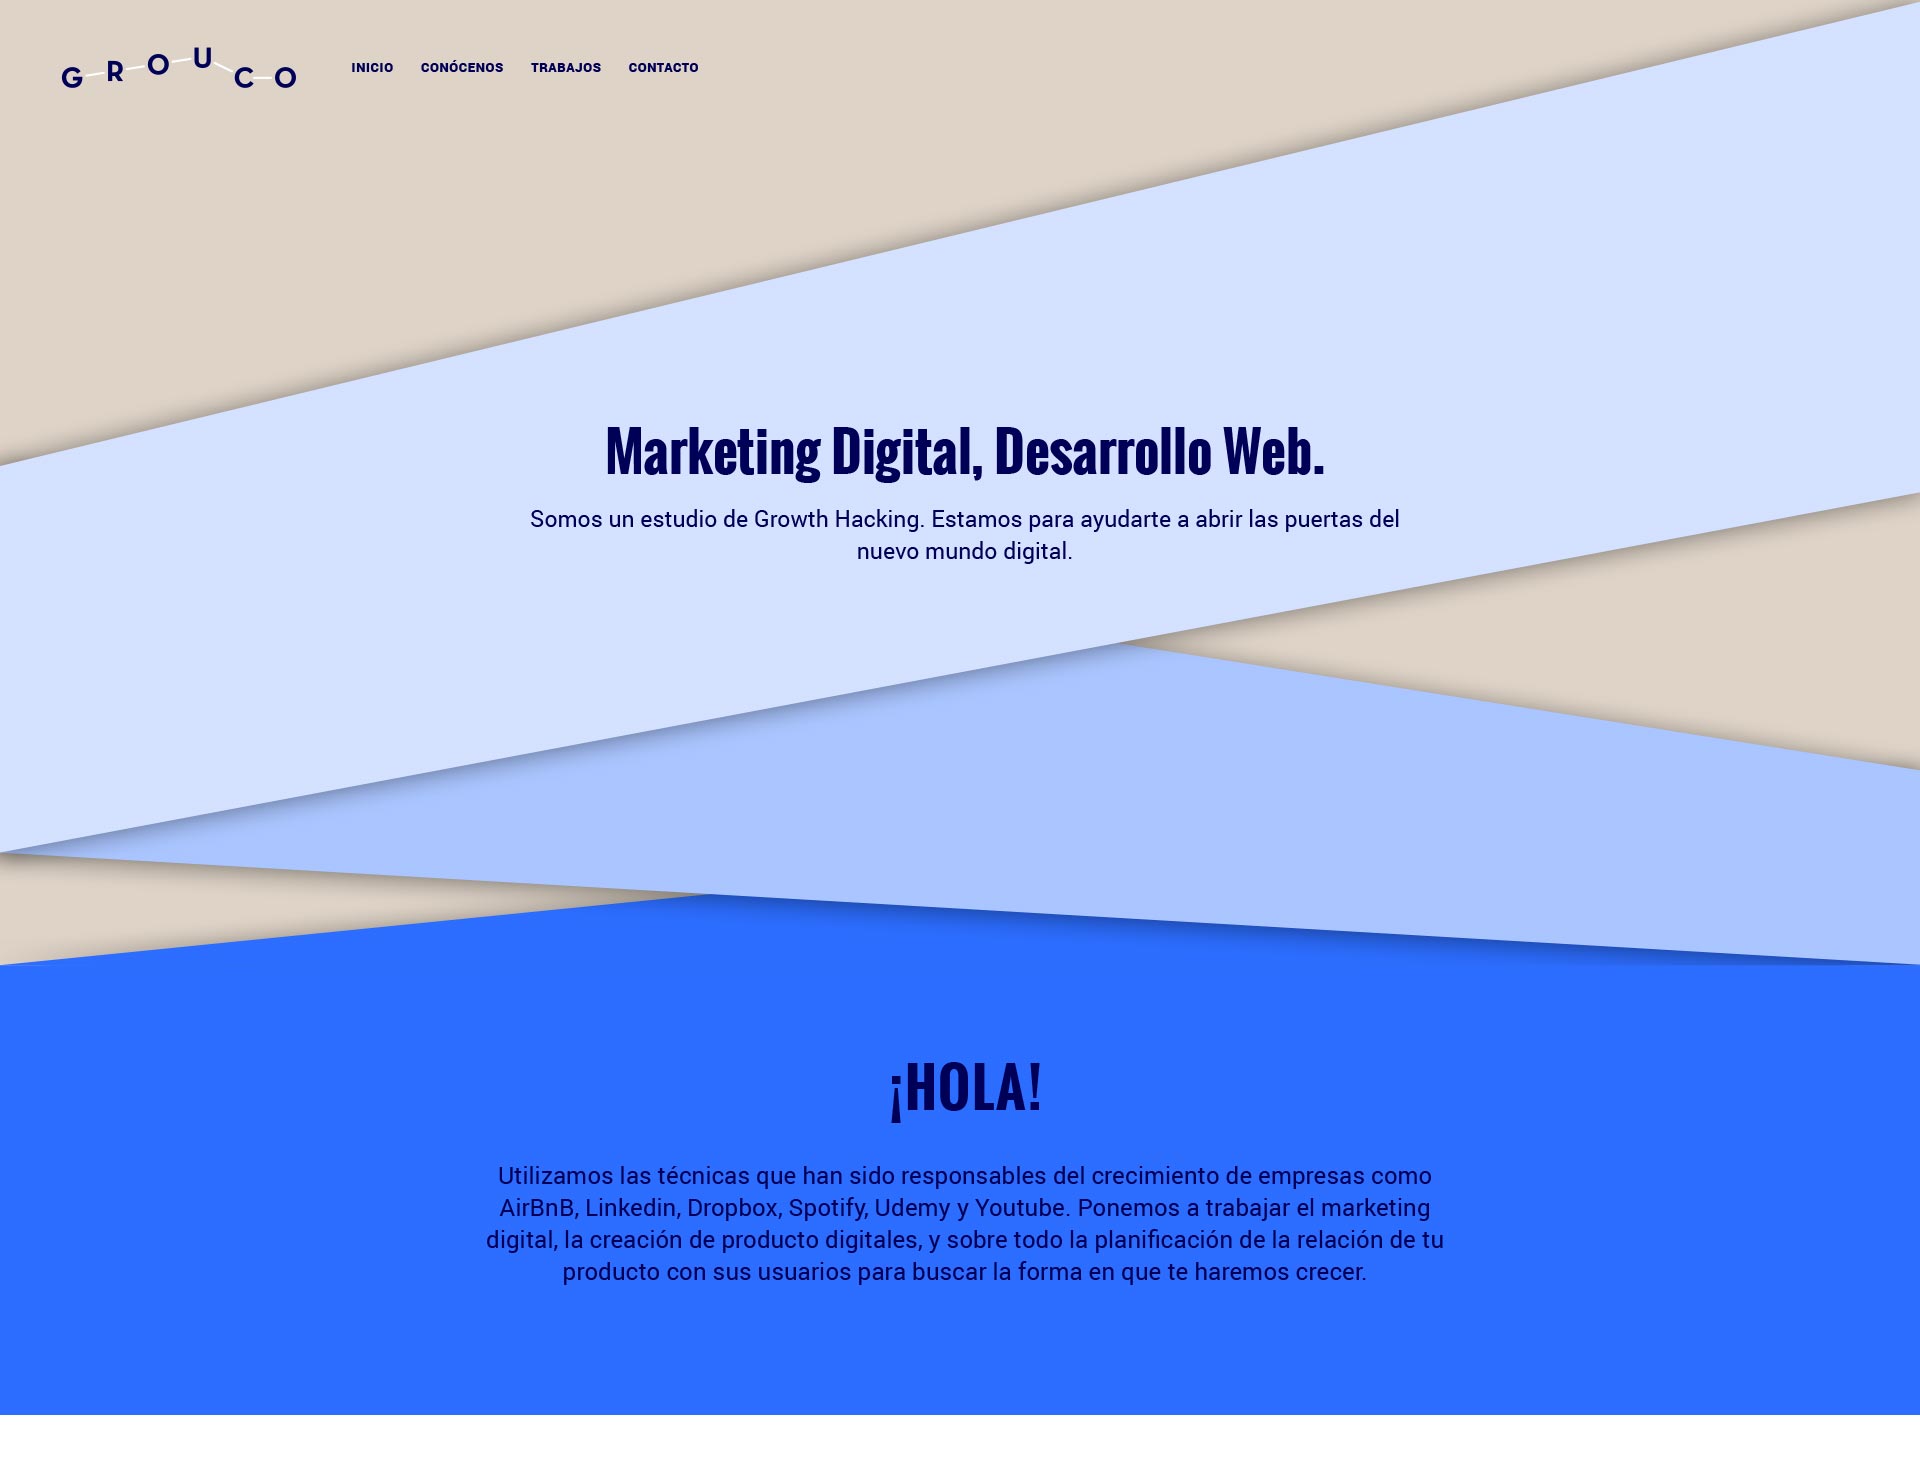 GROUCO
INICIO CONÓCENOS TRABAJOS CONTACTO
Marketing Digital, Desarrollo Web.
Somos un estudio de Growth Hacking. Estamos para ayudarte a abrir las puertas del
nuevo mundo digital.
¡HOLA!
Utilizamos las técnicas que han sido responsables del crecimiento de empresas como
AirBnB, Linkedin, Dropbox, Spotify, Udemy y Youtube. Ponemos a trabajar el marketing
digital, la creación de producto digitales, y sobre todo la planificación de la relación de tu
producto con sus usuarios para buscar la forma en que te haremos crecer.